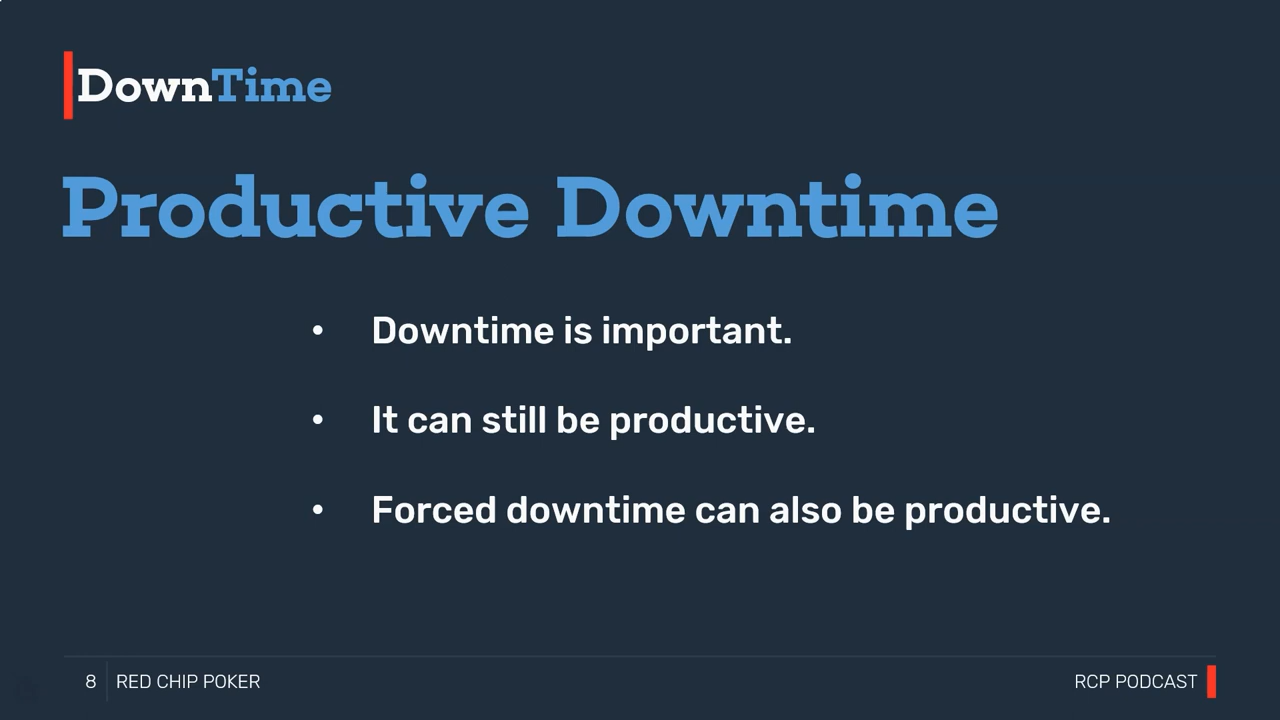 DownTime
Productive Downtime
• Downtime is important.
• It can still be productive.
• Forced downtime can also be productive.
8 RED CHIP POKER
RCP PODCAST